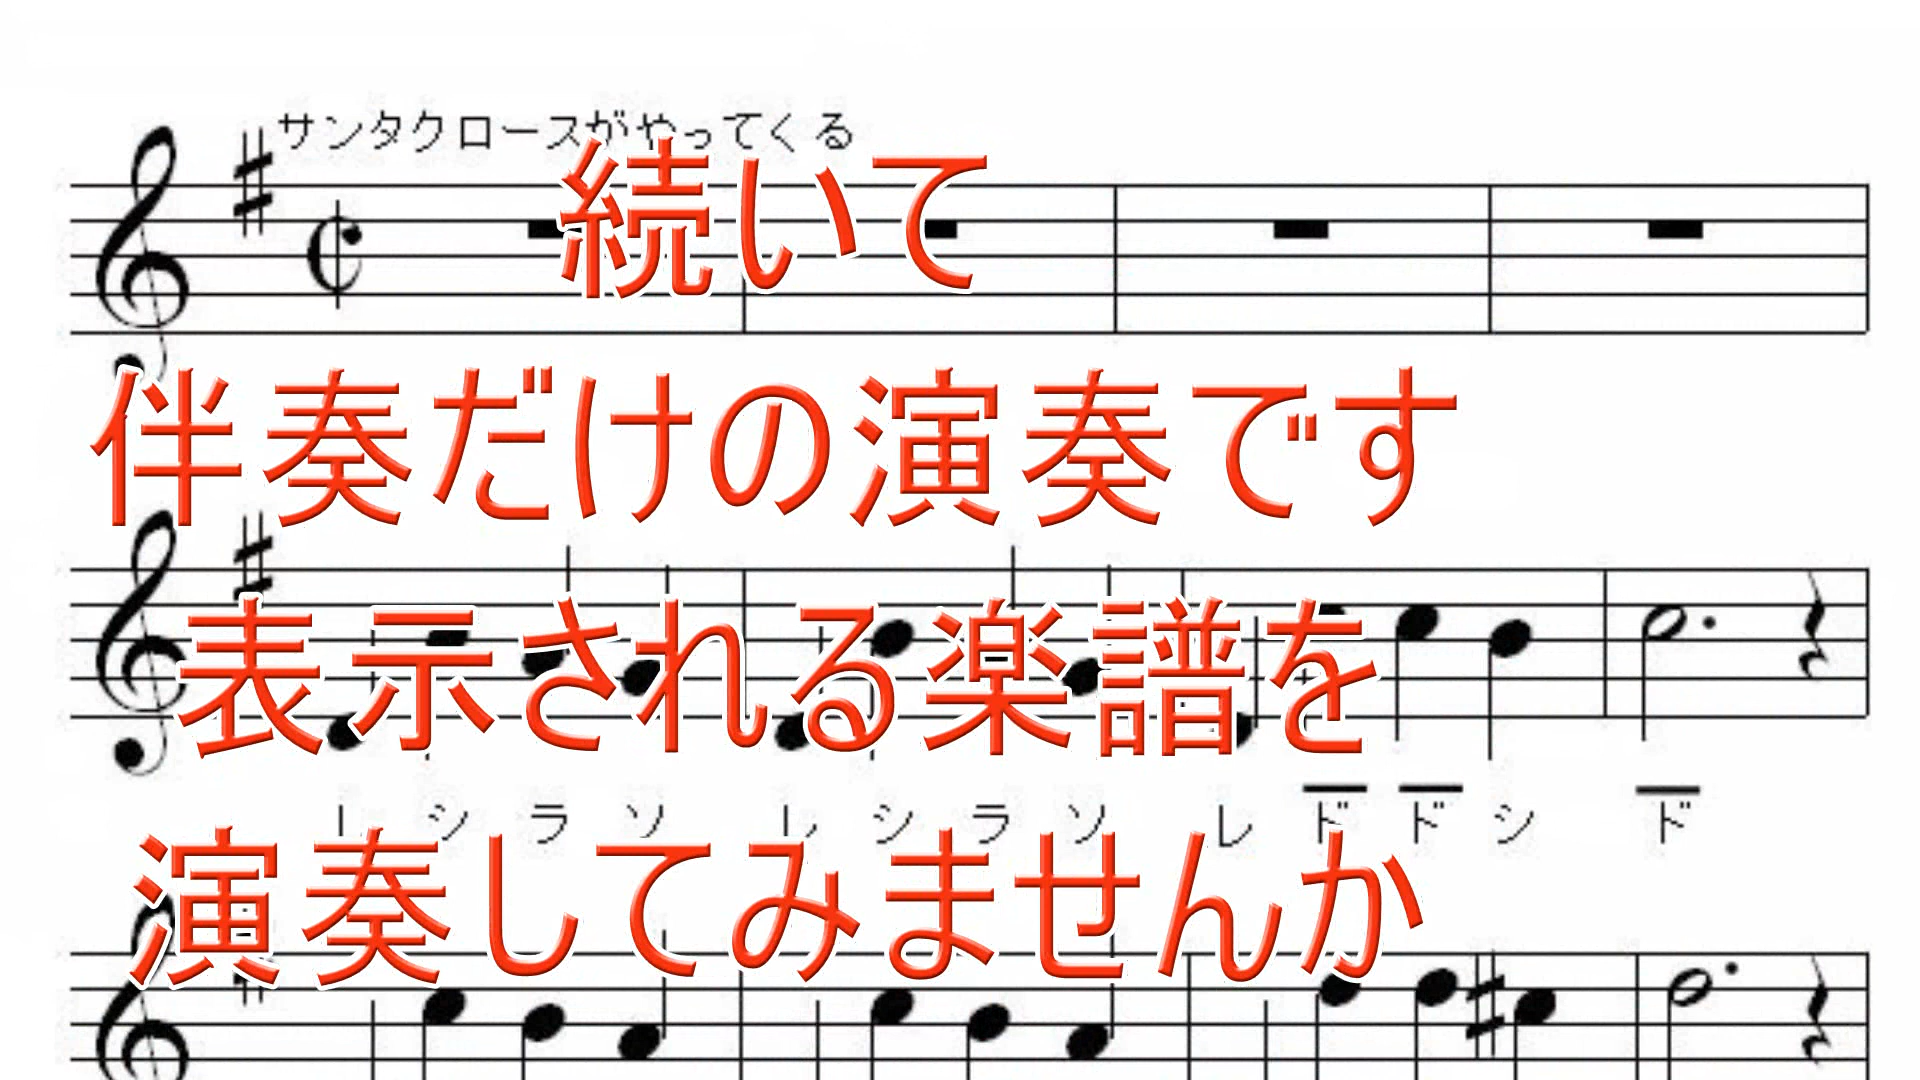 サンタクロースがやってくる
続いて
伴奏だけの演奏です
表示される楽譜を
レ シ ラ ソ レ シ ラ ソ レ ド ド シ ド
演奏してみませんか